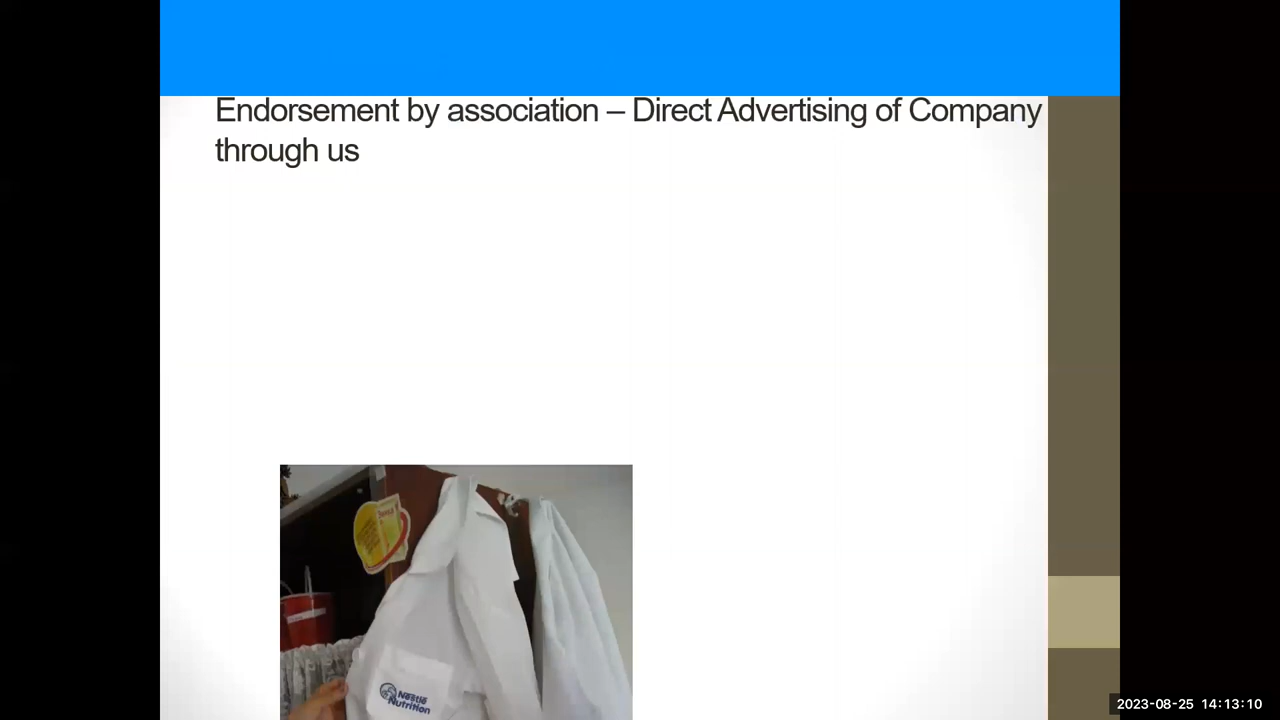 Endorsement by association – Direct Advertising of Company
through us
Nestlé
Nutrition
2023-08-25 14:13:10